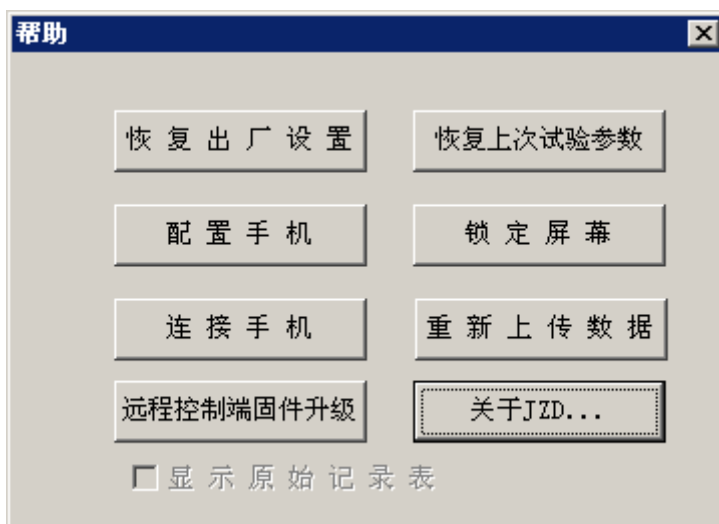 帮助
恢复出厂设置
恢复上次试验参数
配置手机
锁定屏幕
连接手机
重新上传数据
远程控制端固件升级
关于JZD...
显示原始记录表